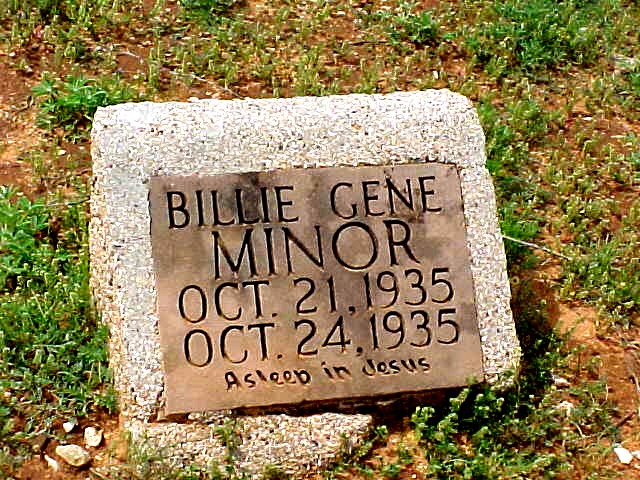 BILLIE GENE
MINOR
OCT. 21, 1935
OCT. 24, 1935
Asleep in Jesus